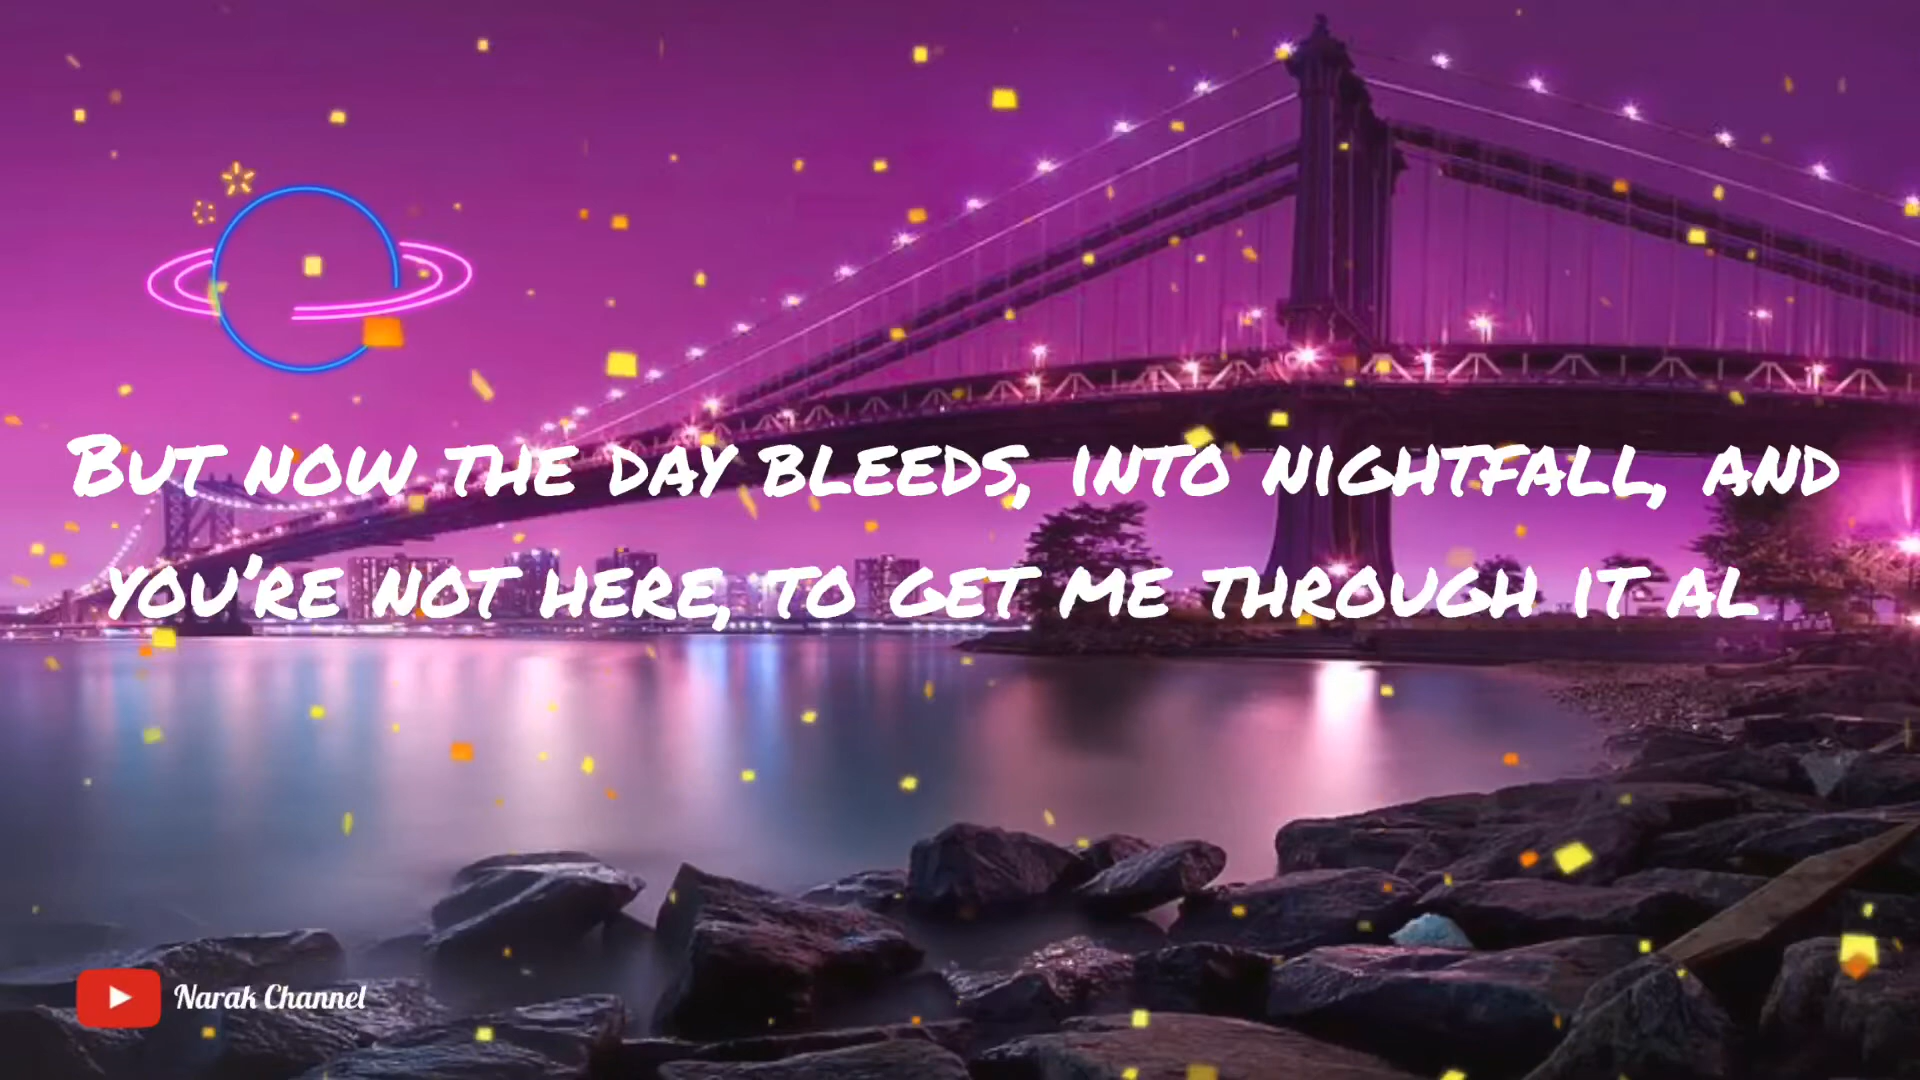 But now the day bleeds, into nightfall, and
you're not here, to get me through it al
Narak Channel